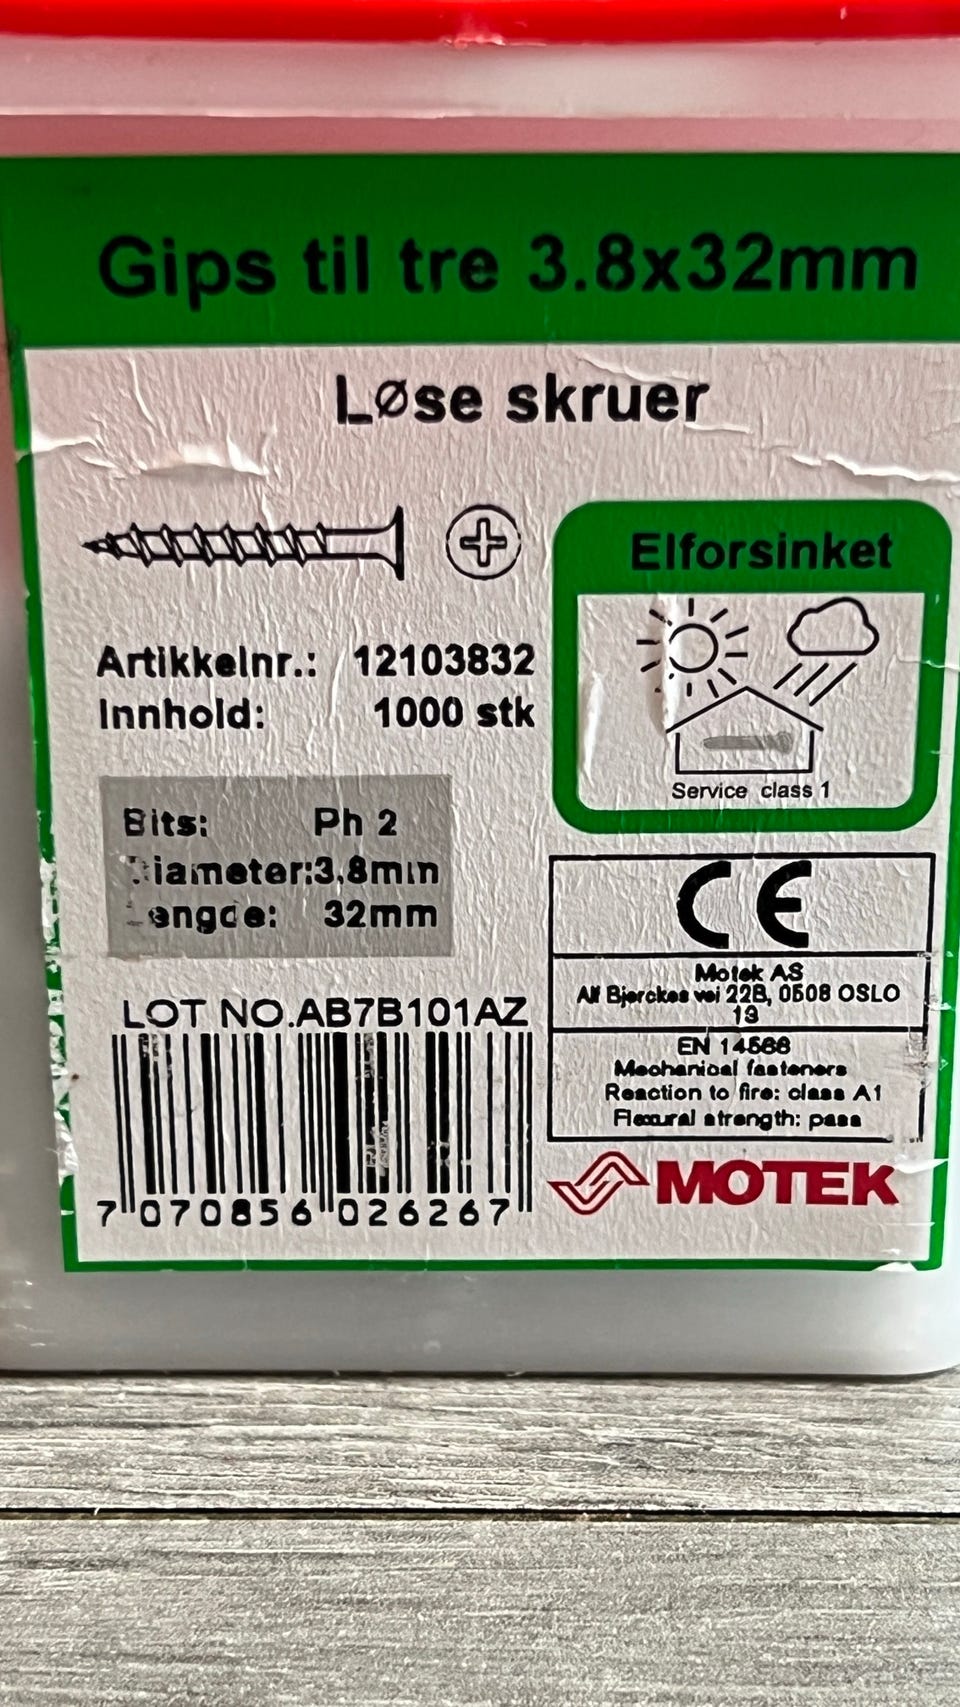 Gips til tre 3.8x32mm
Løse skruer
Elforsinket
Artikkelnr.: 12103832
Innhold: 1000 stk
Service class 1
Bits: Ph 2
Diameter:3,8mm
Lengde: 32mm
CE
Motek AS
Alf Bjerckes vei 22B, 0508 OSLO
13
EN 14566
Mechanical fasteners
Reaction to fire: class A1
Flexural strength: pass
LOT NO.AB7B101AZ
7 070856 026267
MOTEK